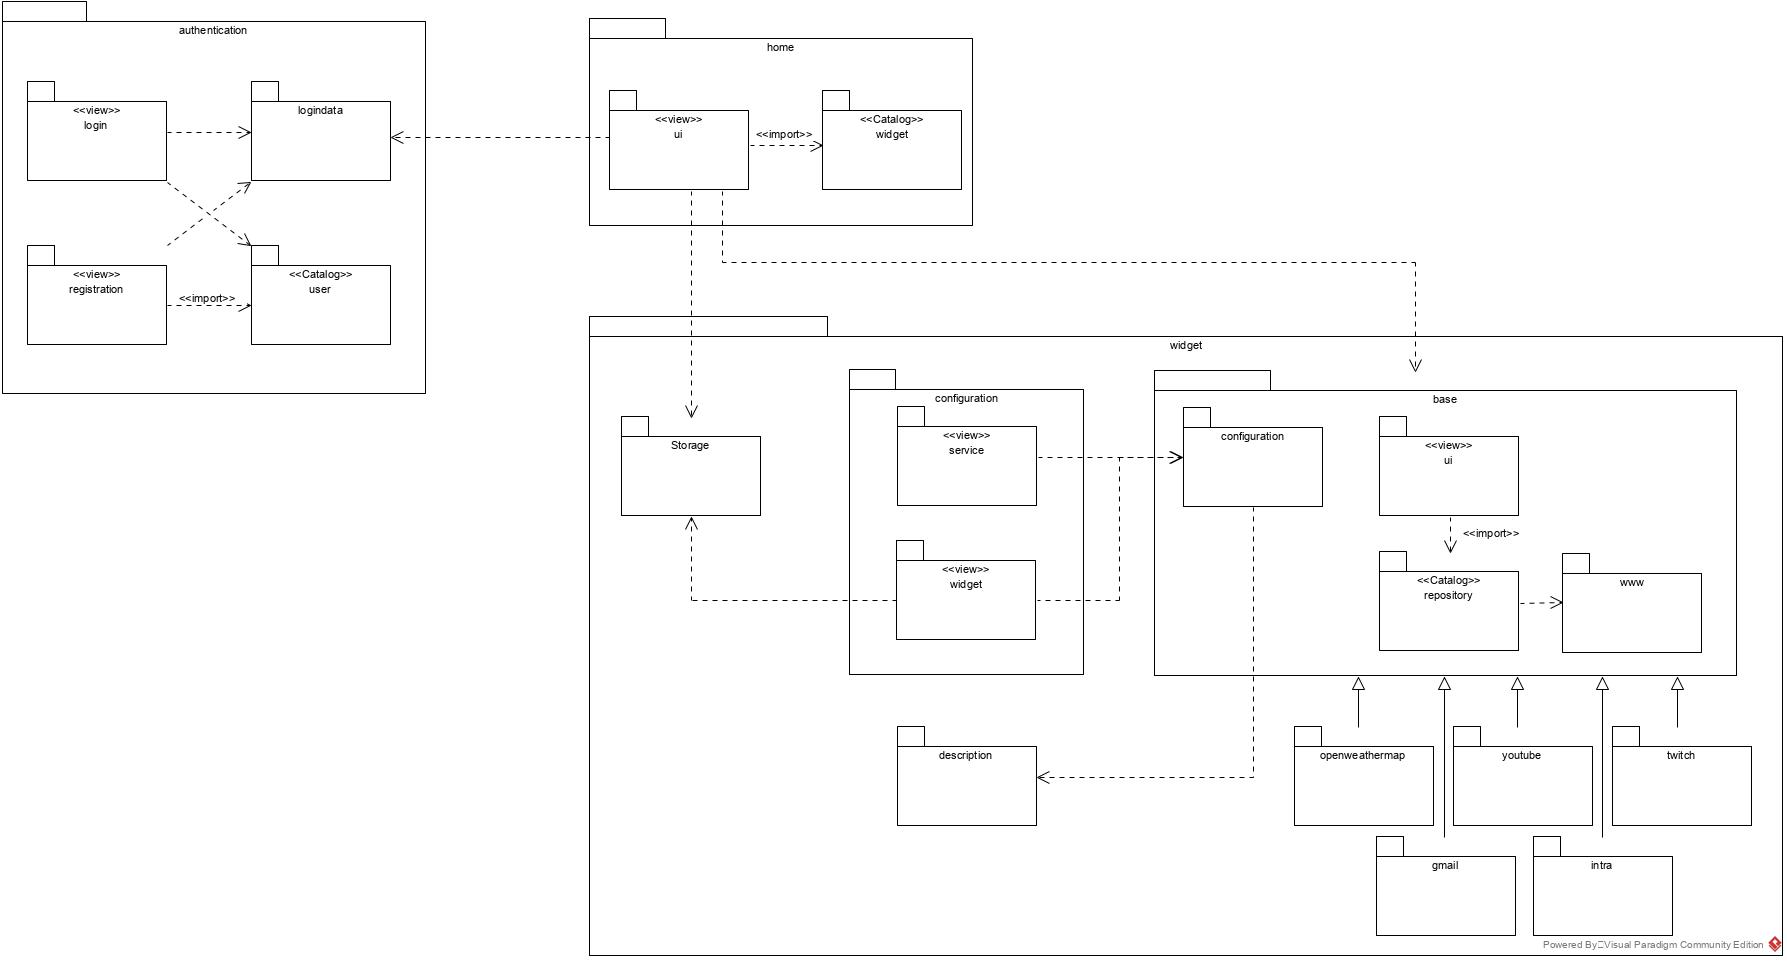 authentication
<<view>>
login
logindata
<<view>>
registration
<<import>>
<<Catalog>>
user
home
<<view>>
ui
<<import>>
<<Catalog>>
widget
widget
Storage
configuration
<<view>>
service
<<view>>
widget
base
configuration
<<view>>
ui
<<import>>
<<Catalog>>
repository
www
description
openweathermap
youtube
twitch
gmail
intra
Powered By Visual Paradigm Community Edition